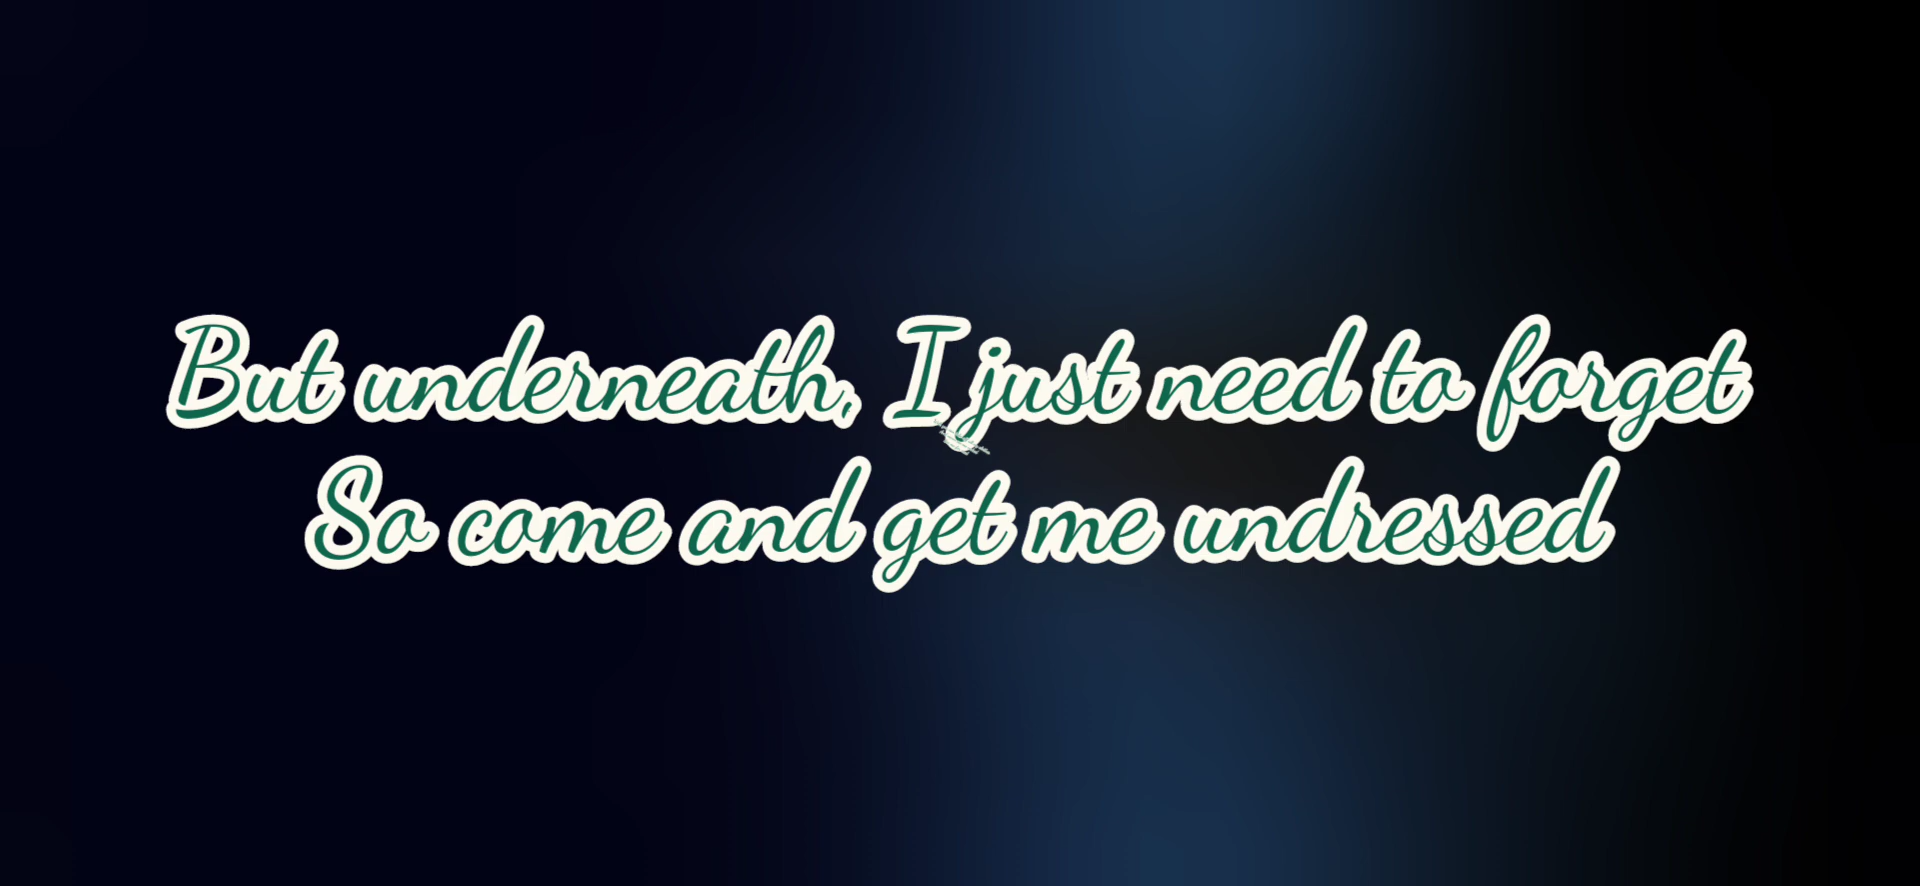 But underneath, I just need to forget
So come and get me undressed